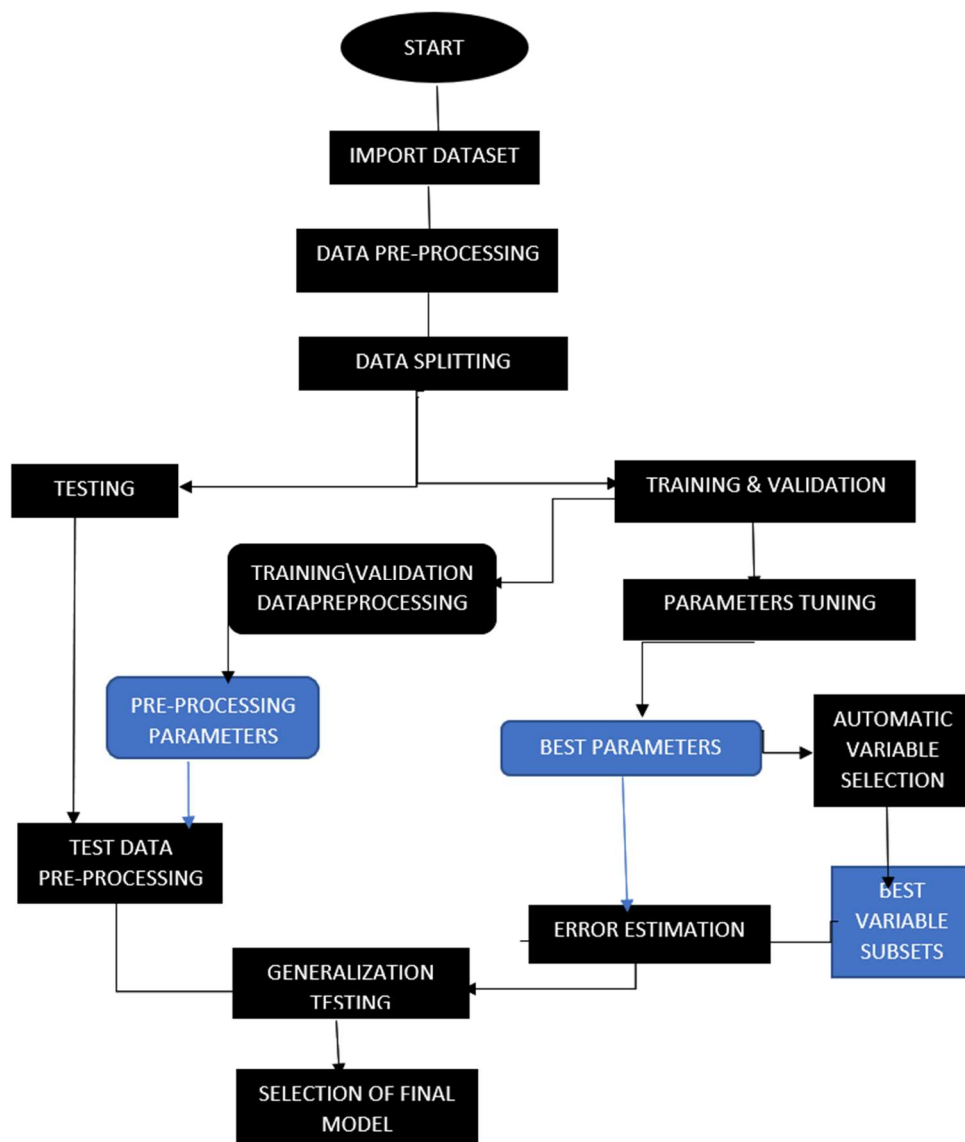 START
IMPORT DATASET
DATA PRE-PROCESSING
DATA SPLITTING
TESTING
TRAINING & VALIDATION
TRAINING\VALIDATION
DATAPREPROCESSING
PARAMETERS TUNING
PRE-PROCESSING
PARAMETERS
BEST PARAMETERS
AUTOMATIC
VARIABLE
SELECTION
TEST DATA
PRE-PROCESSING
ERROR ESTIMATION
BEST
VARIABLE
SUBSETS
GENERALIZATION
TESTING
SELECTION OF FINAL
MODEL